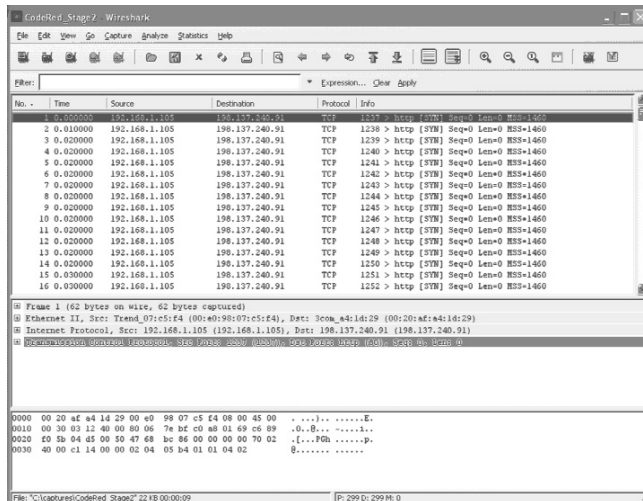 CodeRed_Stage2 - Wireshark
File Edit View Go Capture Analyze Statistics Help
Filter: Expression... Clear Apply
No. - Time Source Destination Protocol Info
1 0.000000 192.168.1.105 198.137.240.91 TCP 1237 > http [SYN] Seq=0 Len=0 MSS=1460
2 0.010000 192.168.1.105 198.137.240.91 TCP 1238 > http [SYN] Seq=0 Len=0 MSS=1460
3 0.020000 192.168.1.105 198.137.240.91 TCP 1239 > http [SYN] Seq=0 Len=0 MSS=1460
4 0.020000 192.168.1.105 198.137.240.91 TCP 1240 > http [SYN] Seq=0 Len=0 MSS=1460
5 0.020000 192.168.1.105 198.137.240.91 TCP 1241 > http [SYN] Seq=0 Len=0 MSS=1460
6 0.020000 192.168.1.105 198.137.240.91 TCP 1242 > http [SYN] Seq=0 Len=0 MSS=1460
7 0.020000 192.168.1.105 198.137.240.91 TCP 1243 > http [SYN] Seq=0 Len=0 MSS=1460
8 0.020000 192.168.1.105 198.137.240.91 TCP 1244 > http [SYN] Seq=0 Len=0 MSS=1460
9 0.020000 192.168.1.105 198.137.240.91 TCP 1245 > http [SYN] Seq=0 Len=0 MSS=1460
10 0.020000 192.168.1.105 198.137.240.91 TCP 1246 > http [SYN] Seq=0 Len=0 MSS=1460
11 0.020000 192.168.1.105 198.137.240.91 TCP 1247 > http [SYN] Seq=0 Len=0 MSS=1460
12 0.020000 192.168.1.105 198.137.240.91 TCP 1248 > http [SYN] Seq=0 Len=0 MSS=1460
13 0.020000 192.168.1.105 198.137.240.91 TCP 1249 > http [SYN] Seq=0 Len=0 MSS=1460
14 0.020000 192.168.1.105 198.137.240.91 TCP 1250 > http [SYN] Seq=0 Len=0 MSS=1460
15 0.030000 192.168.1.105 198.137.240.91 TCP 1251 > http [SYN] Seq=0 Len=0 MSS=1460
16 0.030000 192.168.1.105 198.137.240.91 TCP 1252 > http [SYN] Seq=0 Len=0 MSS=1460
Frame 1 (62 bytes on wire, 62 bytes captured)
Ethernet II, Src: Trend_07:c5:f4 (00:e0:98:07:c5:f4), Dst: 3com_a4:1d:29 (00:20:af:a4:1d:29)
Internet Protocol, Src: 192.168.1.105 (192.168.1.105), Dst: 198.137.240.91 (198.137.240.91)
Transmission Control Protocol, Src Port: 1237 (1237), Dst Port: http (80), Seq: 0, Len: 0
0000 00 20 af a4 1d 29 00 e0 98 07 c5 f4 08 00 45 00 . ...).. ......E.
0010 00 30 03 12 40 00 80 06 7e bf c0 a8 01 69 c6 89 .0..@... ~....i..
0020 f0 5b 04 d5 00 50 47 68 bc 86 00 00 00 00 70 02 .[...PGh ......p.
0030 40 00 c1 14 00 00 02 04 05 b4 01 01 04 02 @....... ......
File: "C:\captures\CodeRed_Stage2" 22 KB 00:00:09 P: 299 D: 299 M: 0